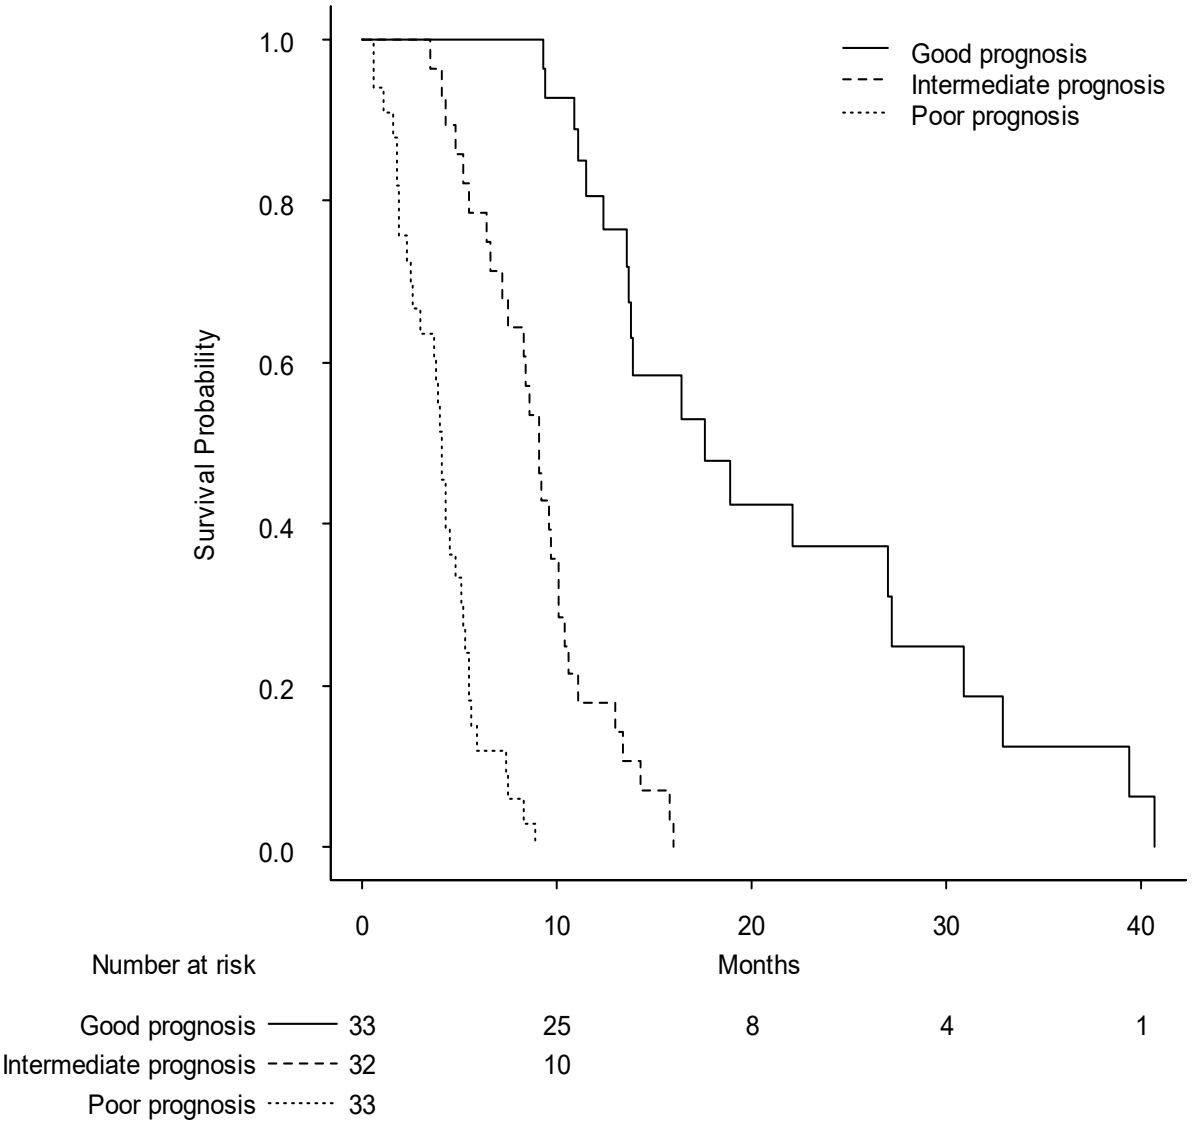 1.0
0.8
0.6
0.4
0.2
0.0
Survival Probability
Good prognosis
Intermediate prognosis
Poor prognosis
0 10 20 30 40
Number at risk Months
Good prognosis 33 25 8 4 1
Intermediate prognosis 32 10
Poor prognosis 33